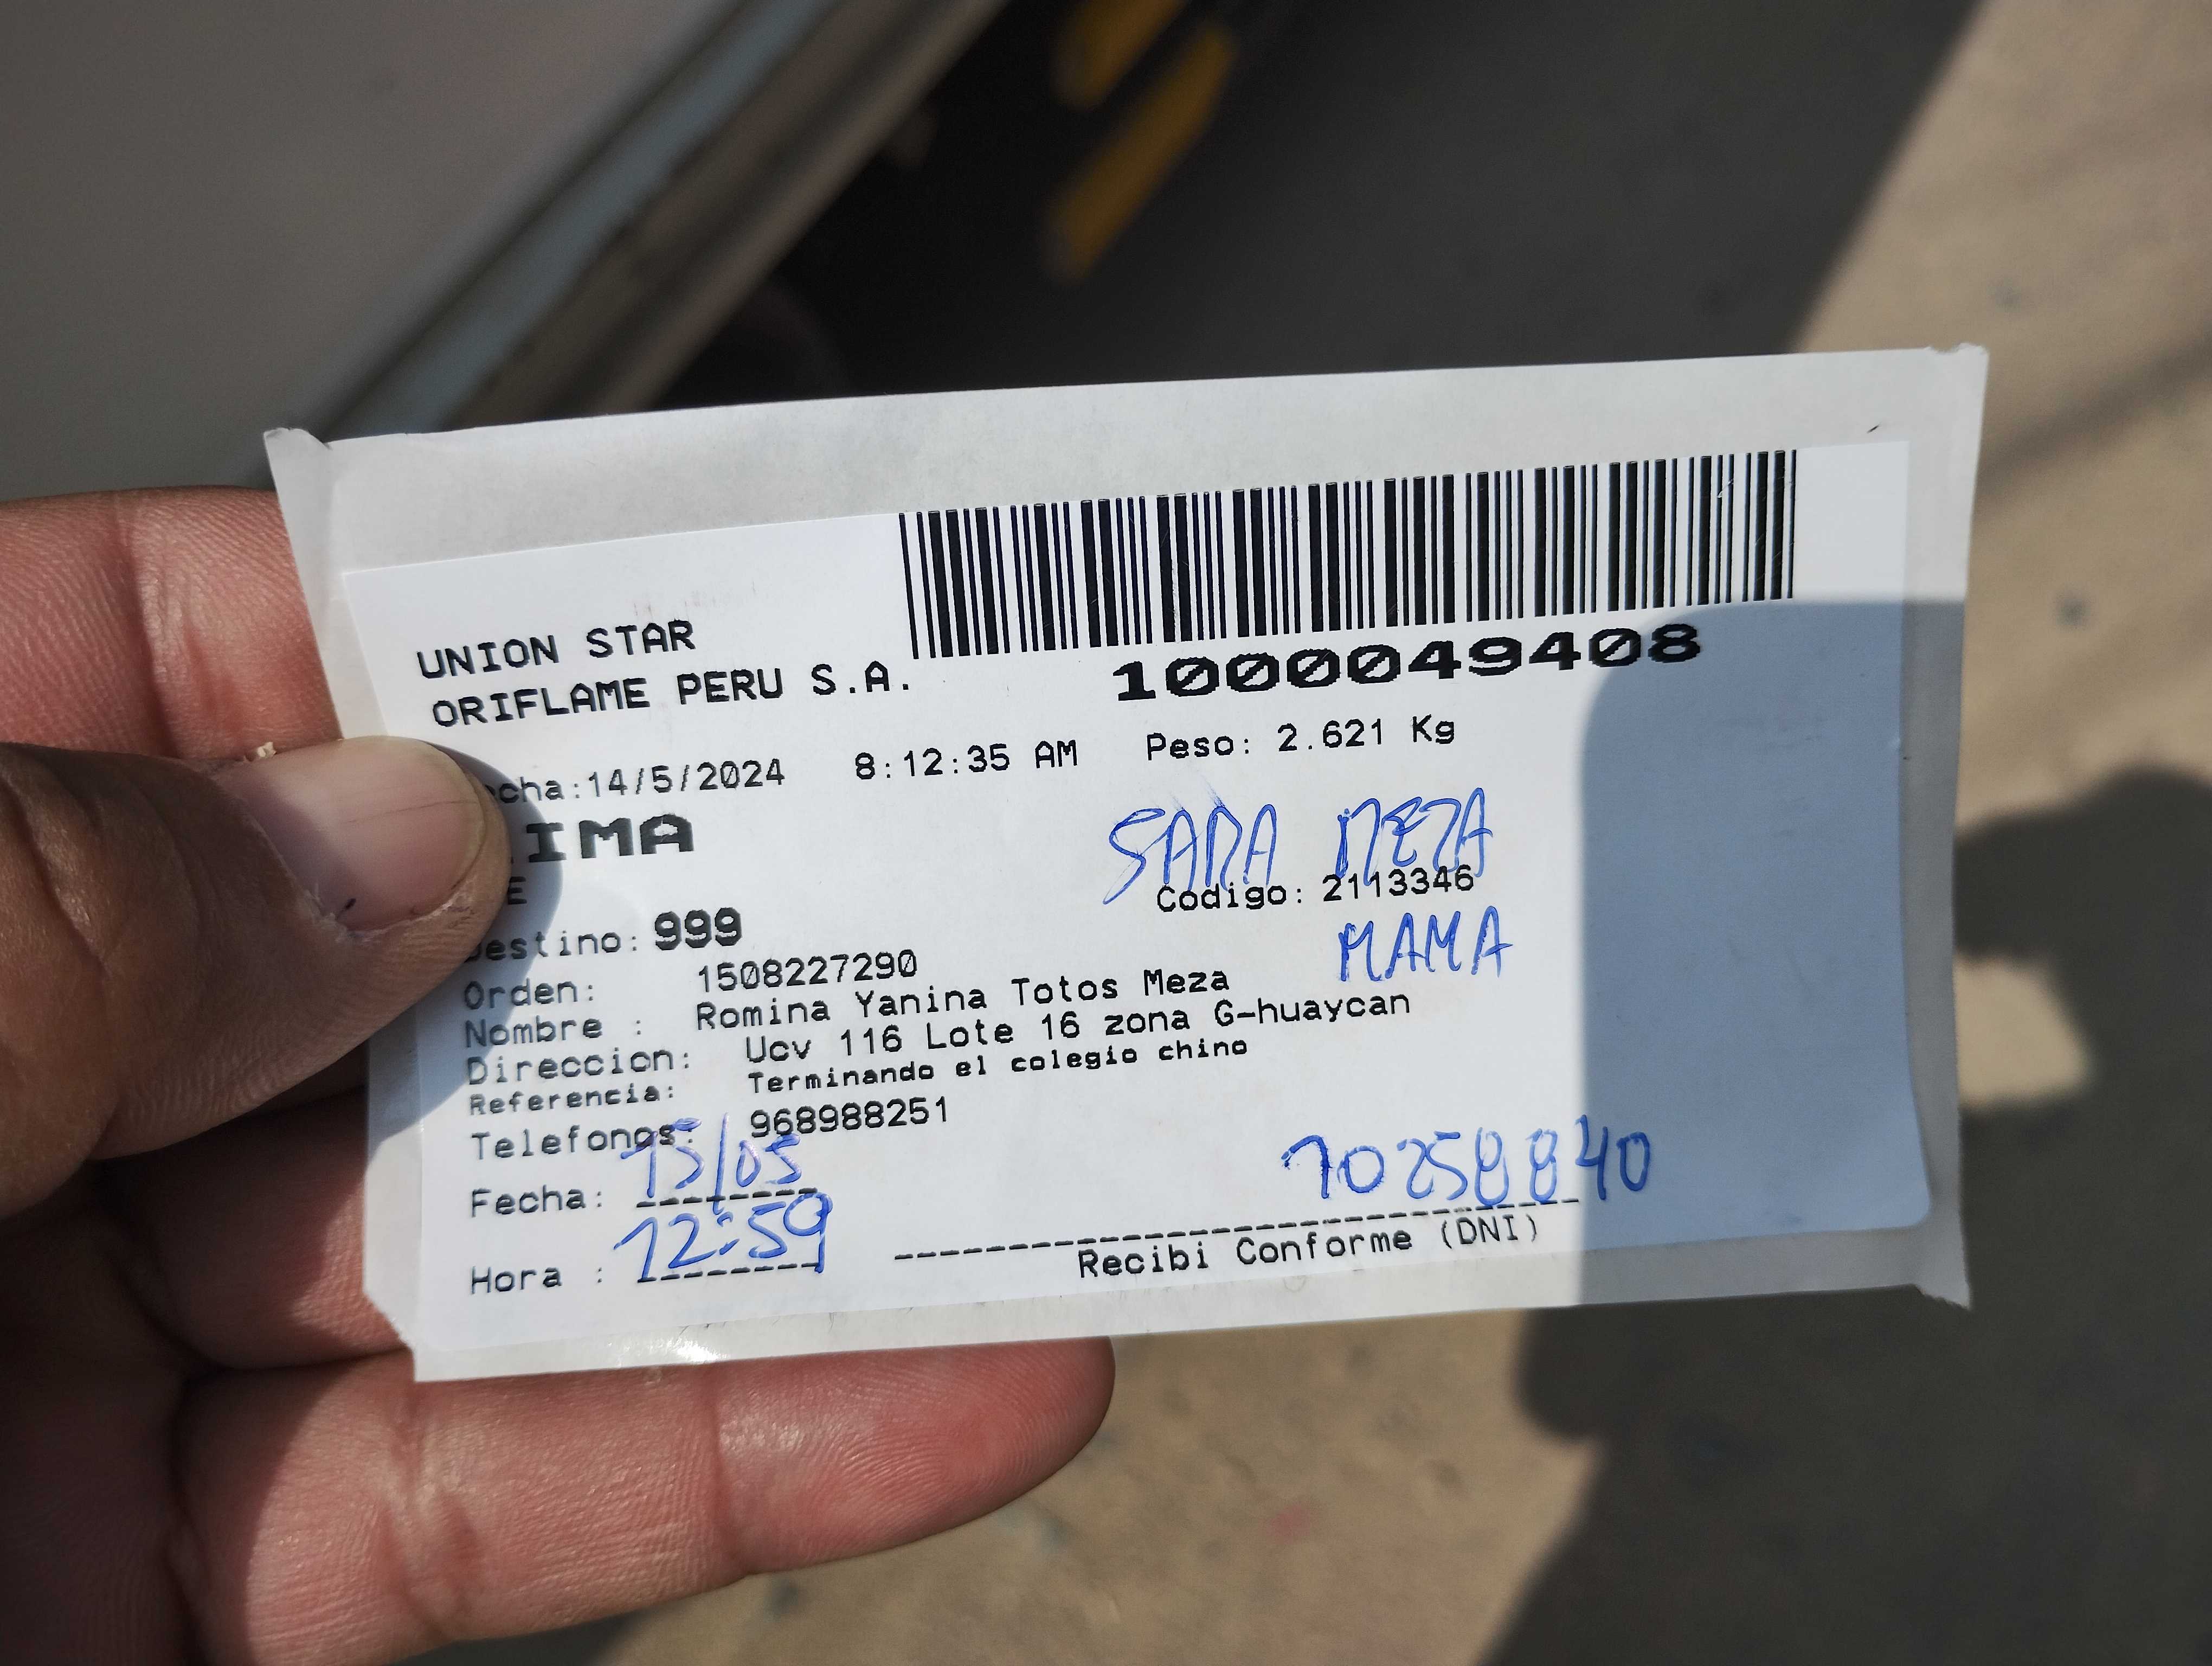 UNION STAR
ORIFLAME PERU S.A.
1000049408
cha:14/5/2024 8:12:35 AM Peso: 2.621 Kg
IMA
SARA MEZA
E
Codigo: 2113346
estino: 999
MAMA
Orden: 1508227290
Nombre : Romina Yanina Totos Meza
Direccion: Ucv 116 Lote 16 zona G-huaycan
Referencia: Terminando el colegio chino
Telefonos: 968988251
Fecha: 15/05
10258840
Hora : 12:59
Recibi Conforme (DNI)